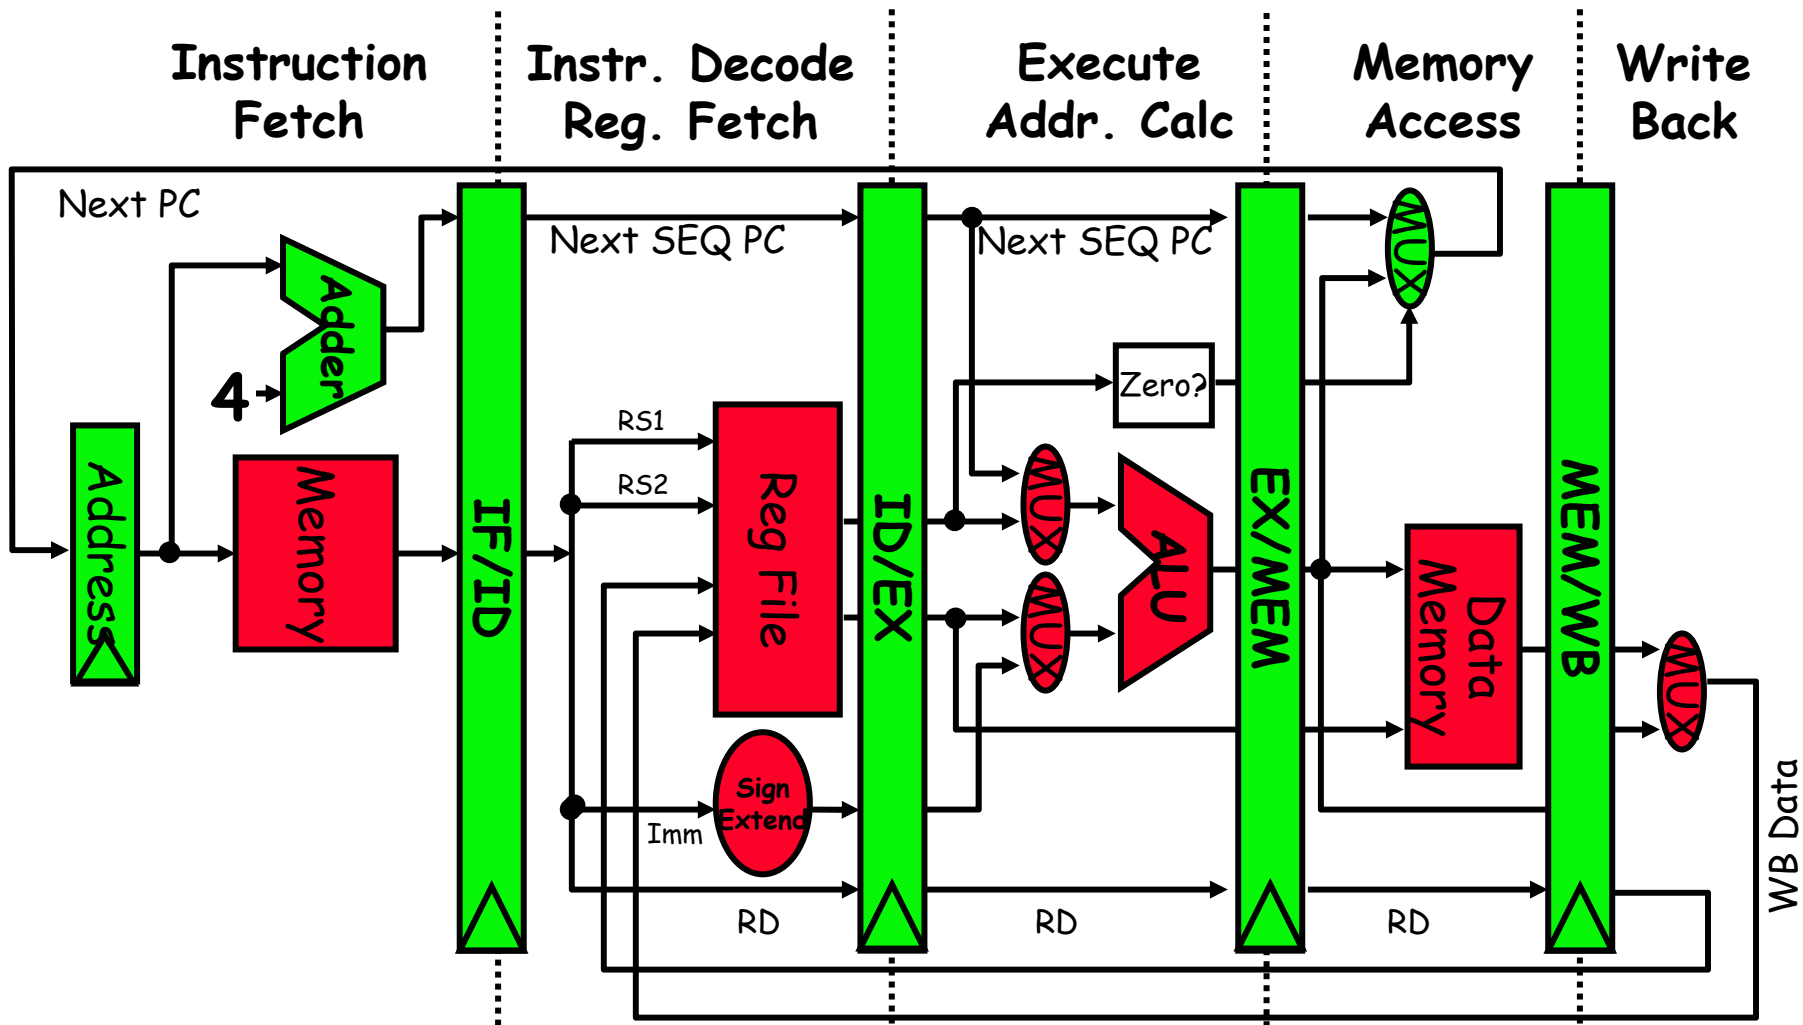 Instruction
Fetch
Instr. Decode
Reg. Fetch
Execute
Addr. Calc
Memory
Access
Write
Back
Next PC
Next SEQ PC
Next SEQ PC
MUX
Adder
4
Zero?
RS1
RS2
Address
Memory
IF/ID
Reg File
ID/EX
MUX
MUX
ALU
EX/MEM
Data
Memory
MEM/WB
MUX
Sign
Extend
Imm
WB Data
RD
RD
RD